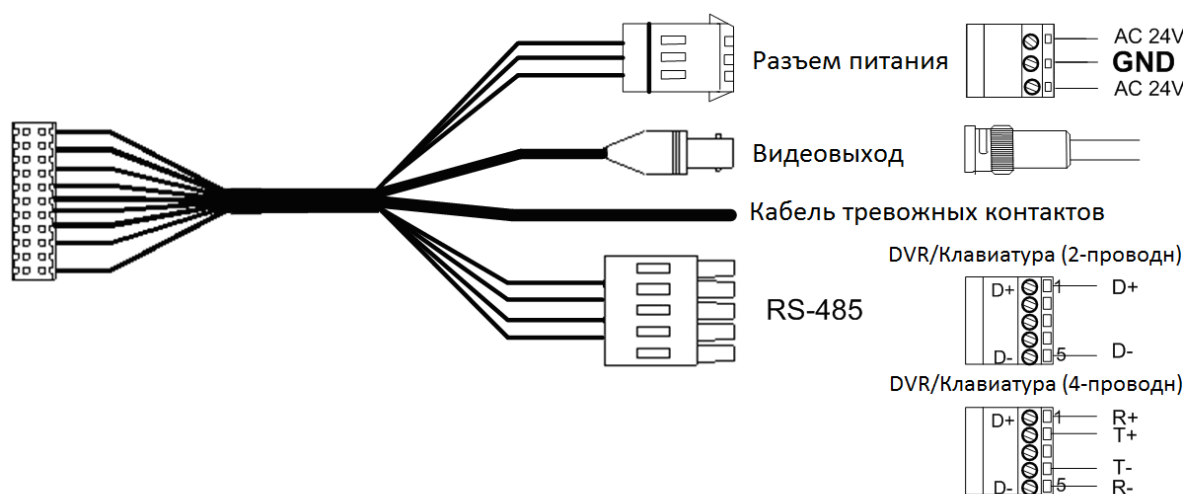 Разъем питания
AC 24V
GND
AC 24V
Видеовыход
Кабель тревожных контактов
RS-485
DVR/Клавиатура (2-проводн)
D+ 1 D+
D- 5 D-
DVR/Клавиатура (4-проводн)
D+ 1 R+
T+
T-
D- 5 R-